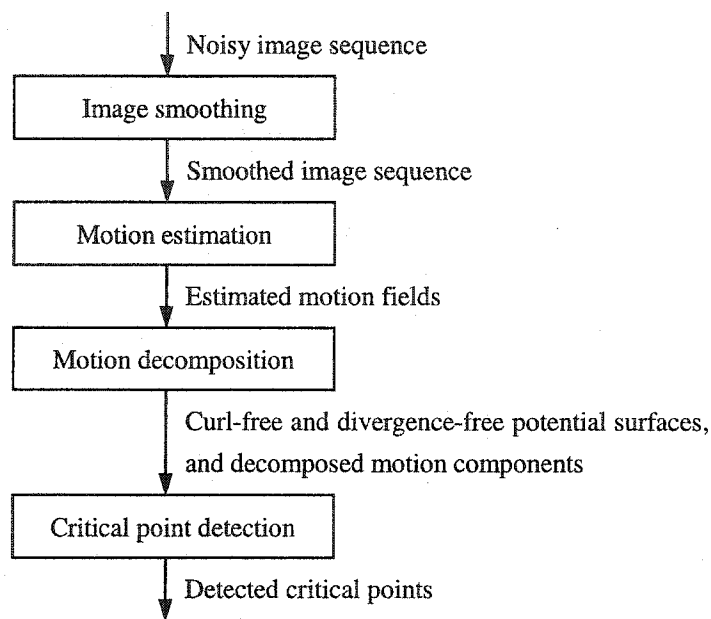 Noisy image sequence
Image smoothing
Smoothed image sequence
Motion estimation
Estimated motion fields
Motion decomposition
Curl-free and divergence-free potential surfaces,
and decomposed motion components
Critical point detection
Detected critical points